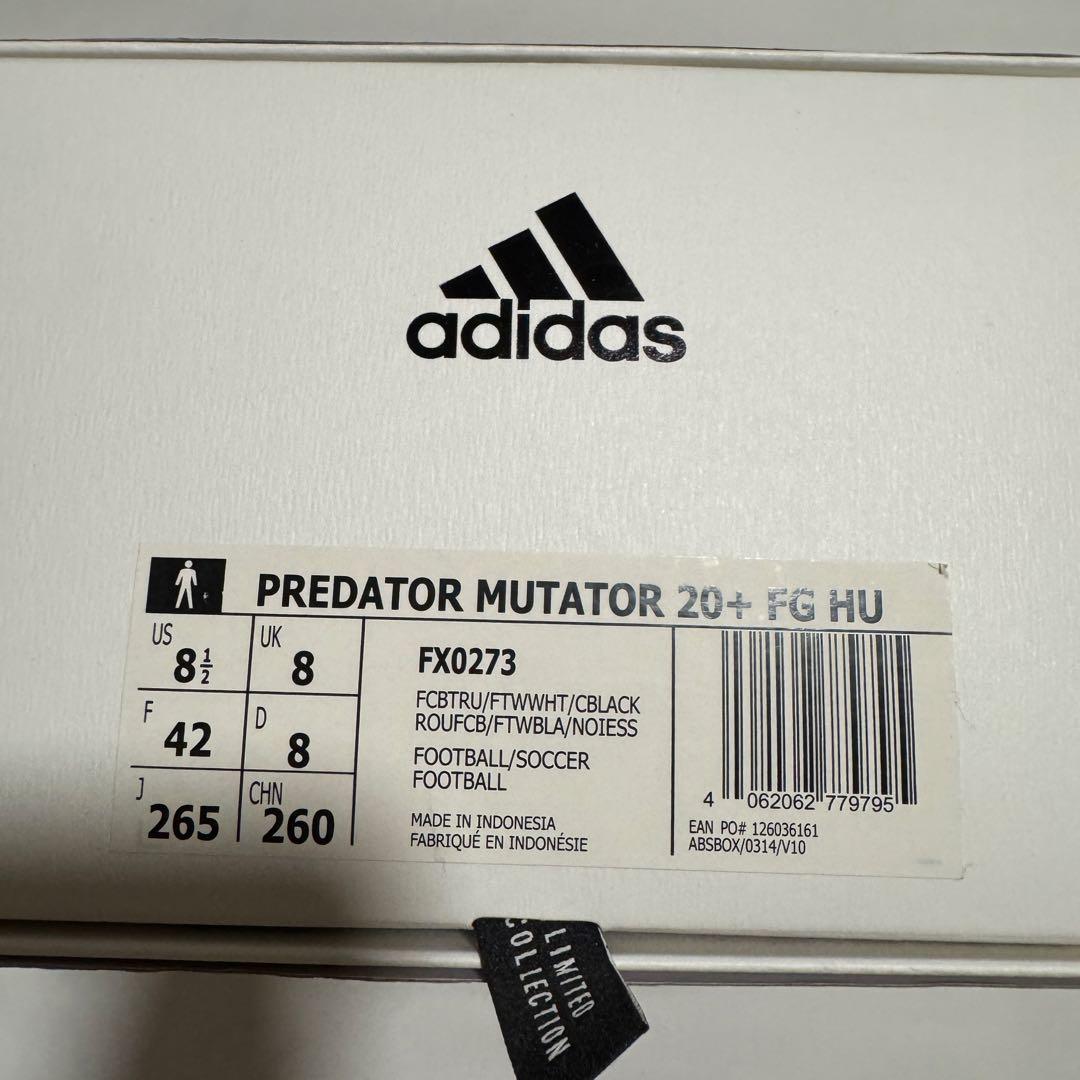 adidas
PREDATOR MUTATOR 20+ FG HU
US 8½
UK 8
F 42
D 8
J 265
CHN 260
FX0273
FCBTRU/FTWWHT/CBLACK
ROUFCB/FTWBLA/NOIESS
FOOTBALL/SOCCER
FOOTBALL
MADE IN INDONESIA
FABRIQUÉ EN INDONÉSIE
4 062062 779795
EAN PO# 126036161
ABSBOX/0314/V10
LIMITED
COLLECTION